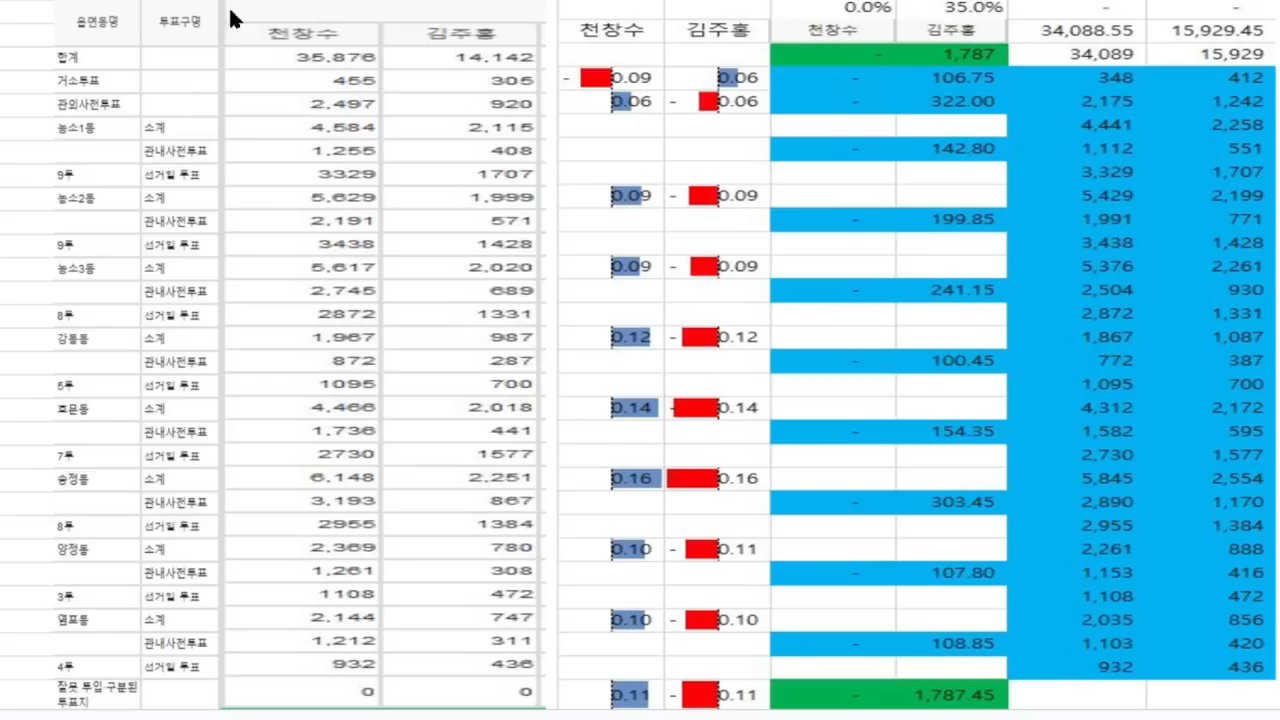 0.0% 35.0% - -
읍면동명 투표구명 천창수 김주홍 천창수 김주홍 천창수 김주홍 34,088.55 15,929.45
합계 35,876 14,142 - 1,787 34,089 15,929
거소투표 455 305 - 0.09 0.06 - 106.75 348 412
관외사전투표 2,497 920 0.06 - 0.06 - 322.00 2,175 1,242
농소1동 소계 4,584 2,115 4,441 2,258
관내사전투표 1,255 408 - 142.80 1,112 551
9투 선거일 투표 3329 1707 3,329 1,707
농소2동 소계 5,629 1,999 0.09 - 0.09 5,429 2,199
관내사전투표 2,191 571 - 199.85 1,991 771
9투 선거일 투표 3438 1428 3,438 1,428
농소3동 소계 5,617 2,020 0.09 - 0.09 5,376 2,261
관내사전투표 2,745 689 - 241.15 2,504 930
8투 선거일 투표 2872 1331 2,872 1,331
강동동 소계 1,967 987 0.12 - 0.12 1,867 1,087
관내사전투표 872 287 - 100.45 772 387
5투 선거일 투표 1095 700 1,095 700
효문동 소계 4,466 2,018 0.14 - 0.14 4,312 2,172
관내사전투표 1,736 441 - 154.35 1,582 595
7투 선거일 투표 2730 1577 2,730 1,577
송정동 소계 6,148 2,251 0.16 0.16 5,845 2,554
관내사전투표 3,193 867 - 303.45 2,890 1,170
8투 선거일 투표 2955 1384 2,955 1,384
양정동 소계 2,369 780 0.10 - 0.11 2,261 888
관내사전투표 1,261 308 - 107.80 1,153 416
3투 선거일 투표 1108 472 1,108 472
염포동 소계 2,144 747 0.10 - 0.10 2,035 856
관내사전투표 1,212 311 - 108.85 1,103 420
4투 선거일 투표 932 436 932 436
잘못 투입·구분된
투표지 0 0 0.11 - 0.11 - 1,787.45